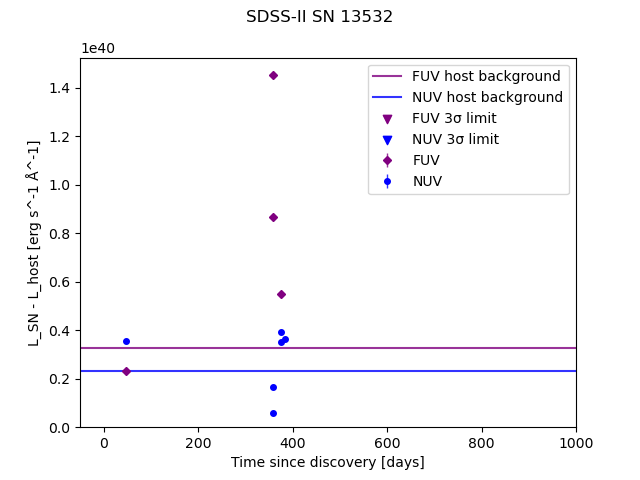 SDSS-II SN 13532
1e40
L_SN - L_host [erg s^-1 Å^-1]
1.4
1.2
1.0
0.8
0.6
0.4
0.2
0.0
FUV host background
NUV host background
FUV 3σ limit
NUV 3σ limit
FUV
NUV
0 200 400 600 800 1000
Time since discovery [days]